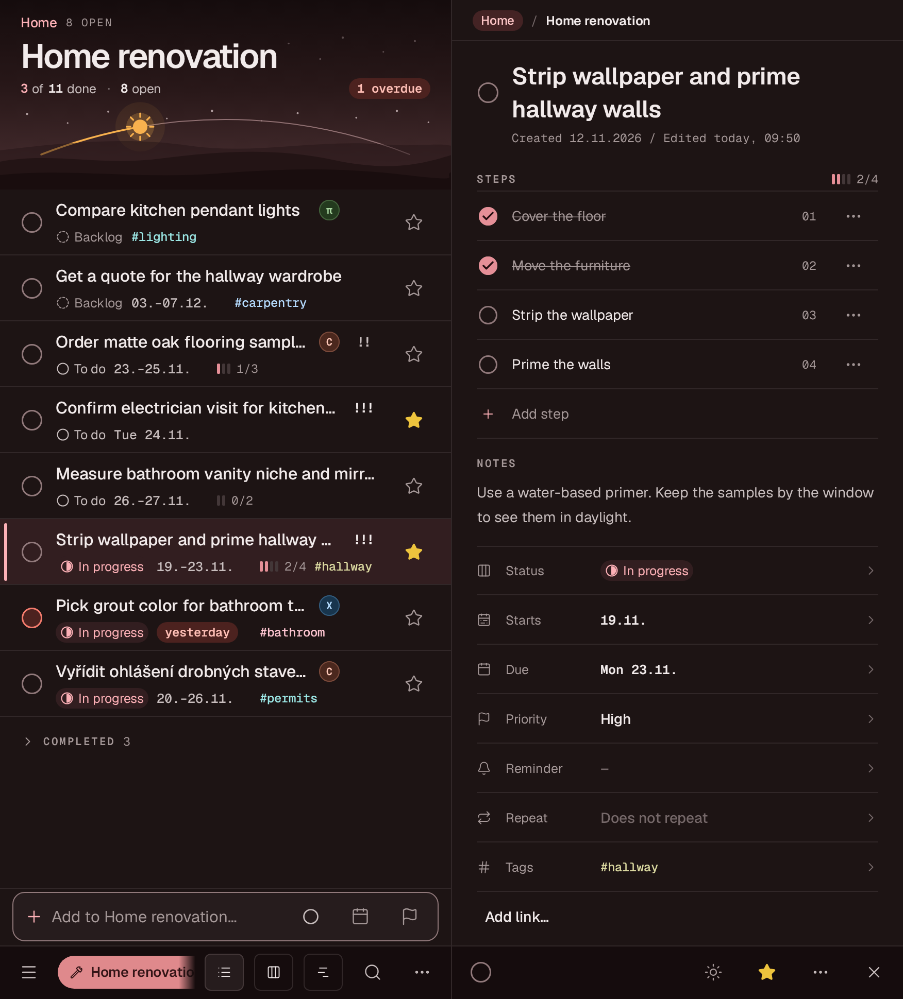 Home 8 OPEN
Home renovation
3 of 11 done · 8 open
1 overdue
Compare kitchen pendant lights π
Backlog #lighting
Get a quote for the hallway wardrobe
Backlog 03.–07.12. #carpentry
Order matte oak flooring sampl… C !!
To do 23.–25.11. 1/3
Confirm electrician visit for kitchen… !!!
To do Tue 24.11.
Measure bathroom vanity niche and mirr…
To do 26.–27.11. 0/2
Strip wallpaper and prime hallway … !!!
In progress 19.–23.11. 2/4 #hallway
Pick grout color for bathroom t… X
In progress yesterday #bathroom
Vyřídit ohlášení drobných stave… C
In progress 20.–26.11. #permits
COMPLETED 3
Add to Home renovation…
Home renovatio
Home / Home renovation
Strip wallpaper and prime
hallway walls
Created 12.11.2026 / Edited today, 09:50
STEPS 2/4
Cover the floor 01
Move the furniture 02
Strip the wallpaper 03
Prime the walls 04
Add step
NOTES
Use a water-based primer. Keep the samples by the window
to see them in daylight.
Status In progress
Starts 19.11.
Due Mon 23.11.
Priority High
Reminder –
Repeat Does not repeat
Tags #hallway
Add link…